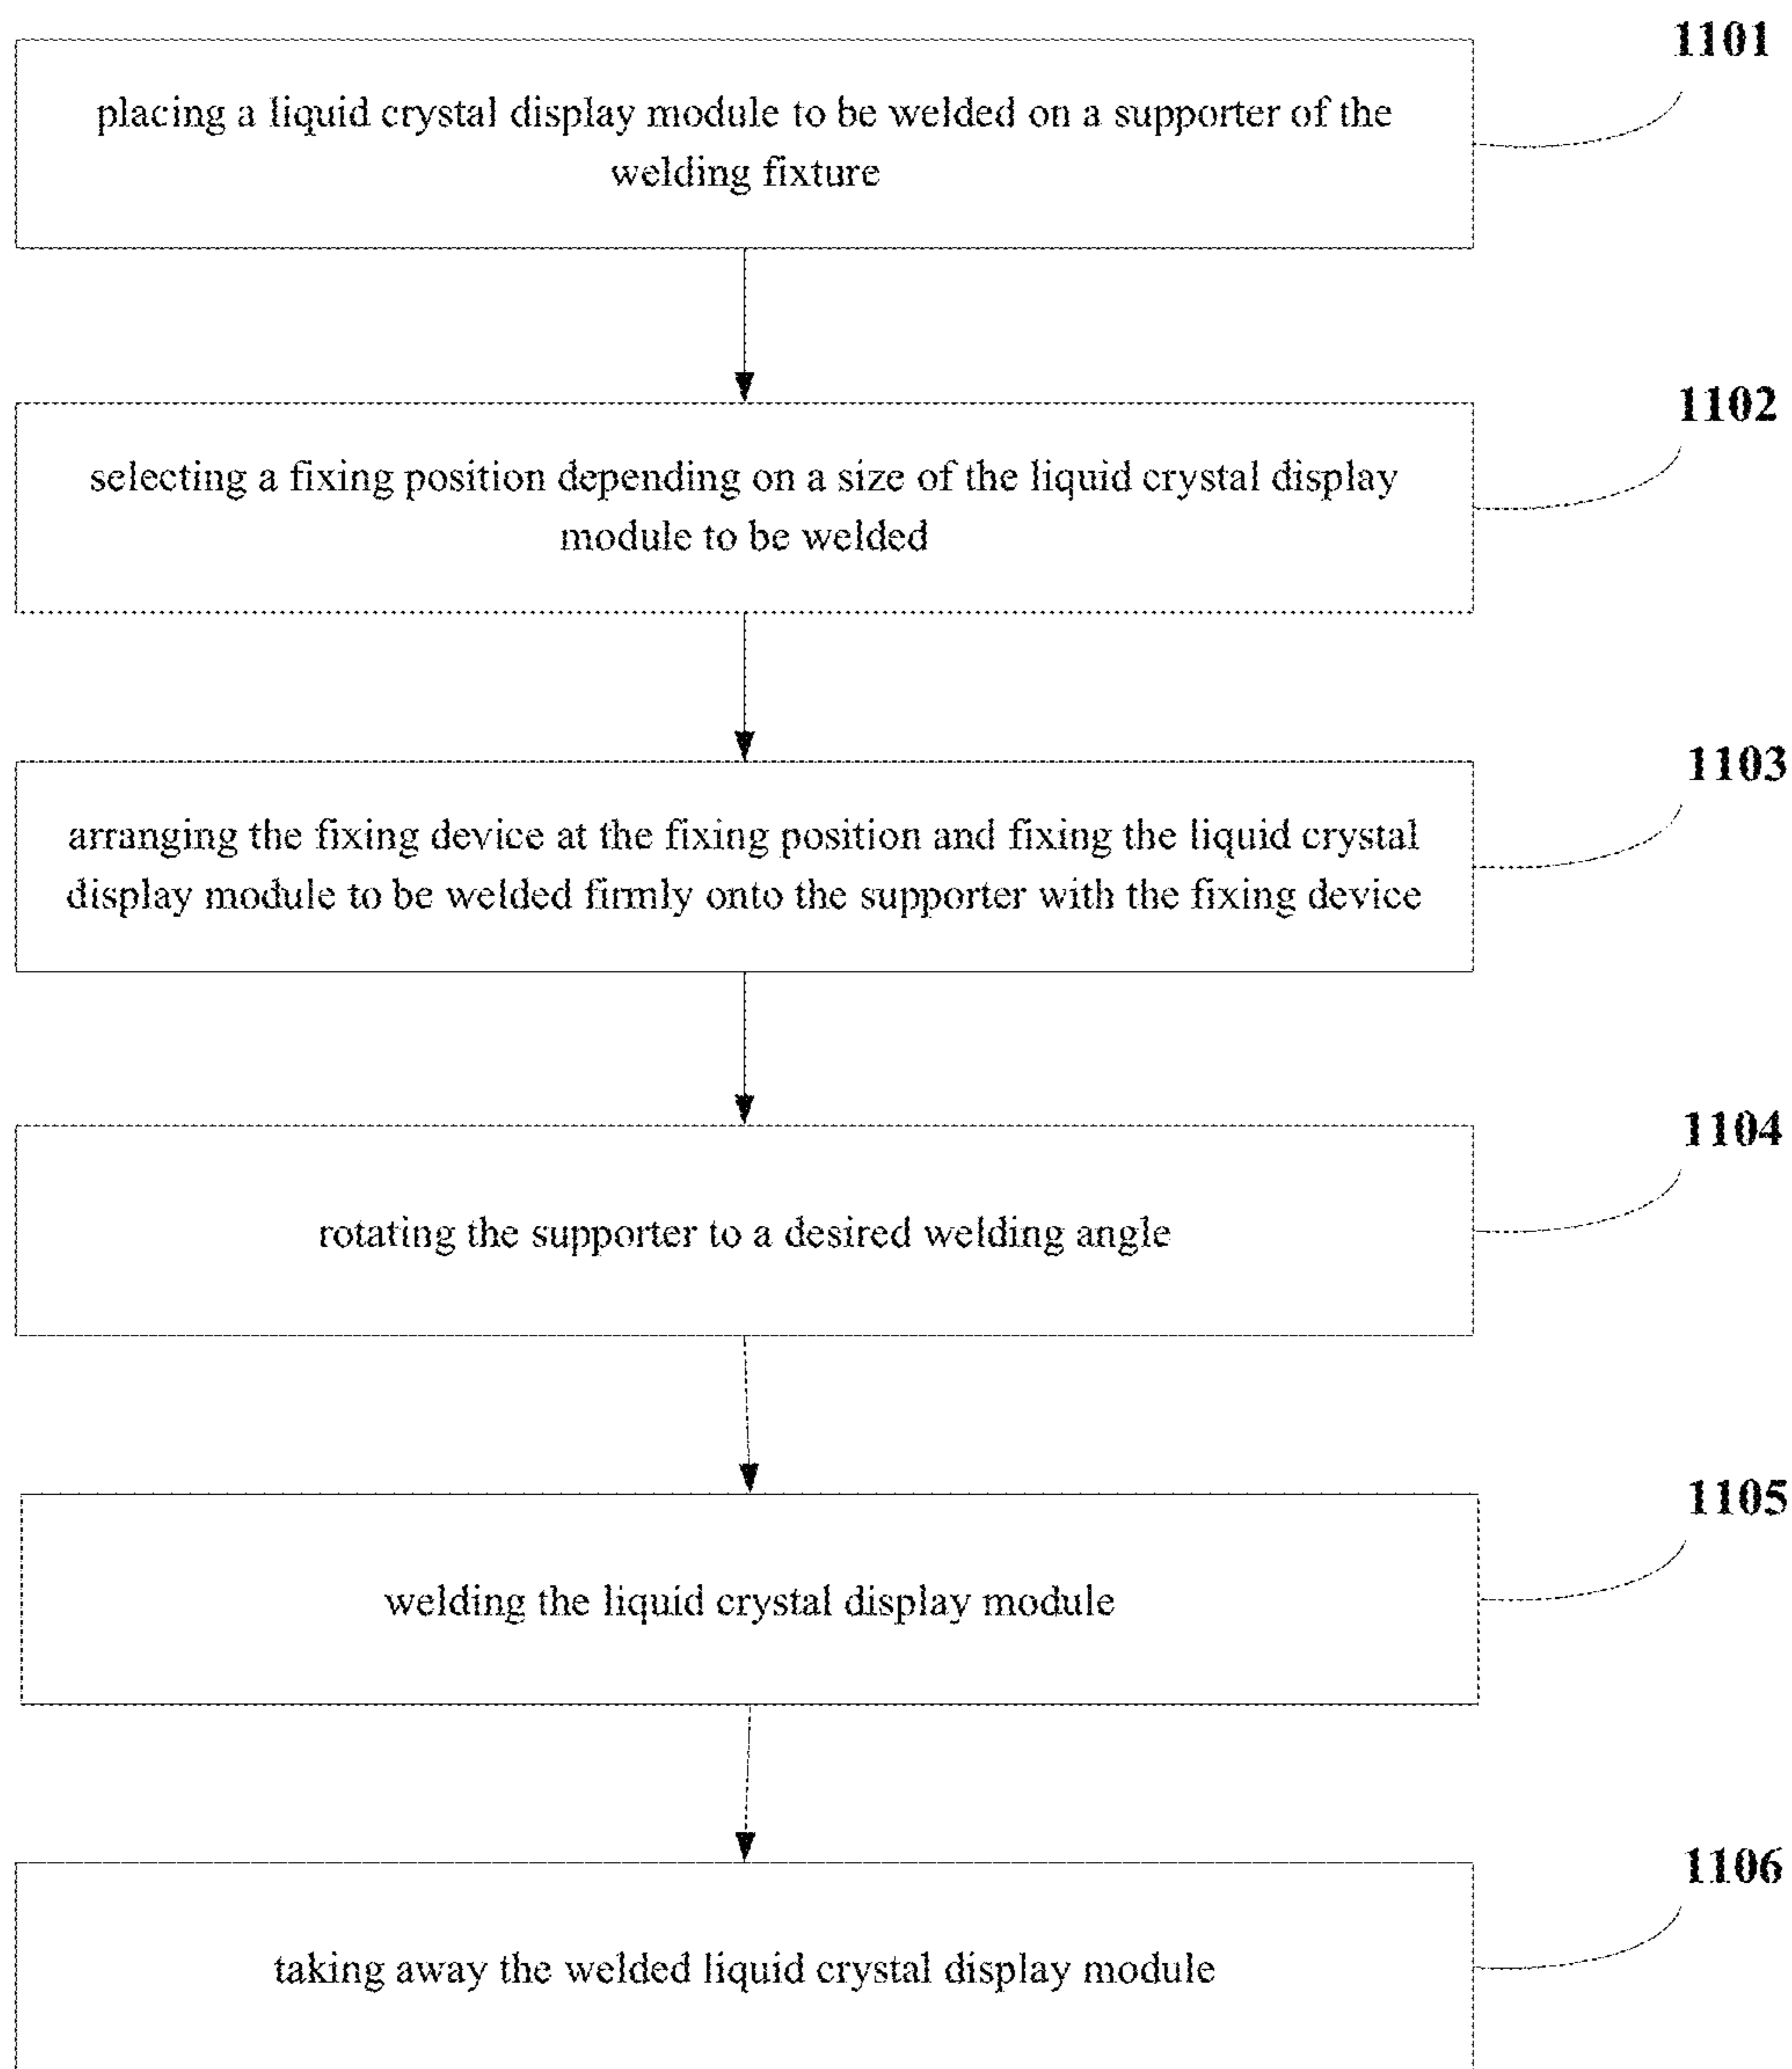 1101
placing a liquid crystal display module to be welded on a supporter of the
welding fixture
1102
selecting a fixing position depending on a size of the liquid crystal display
module to be welded
1103
arranging the fixing device at the fixing position and fixing the liquid crystal
display module to be welded firmly onto the supporter with the fixing device
1104
rotating the supporter to a desired welding angle
1105
welding the liquid crystal display module
1106
taking away the welded liquid crystal display module